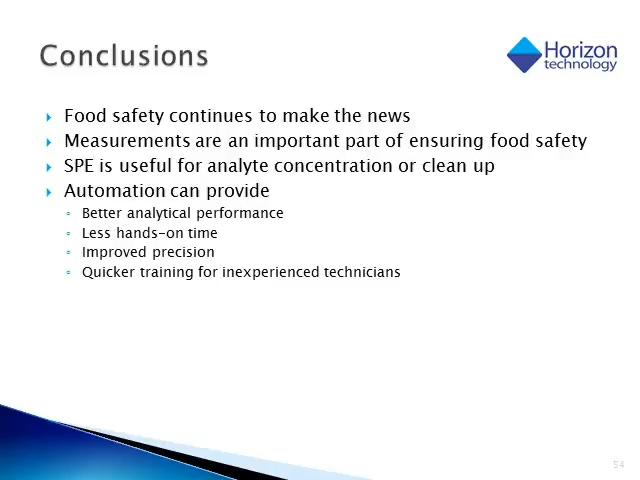 Conclusions
Horizon
technology
Food safety continues to make the news
Measurements are an important part of ensuring food safety
SPE is useful for analyte concentration or clean up
Automation can provide
Better analytical performance
Less hands-on time
Improved precision
Quicker training for inexperienced technicians
54